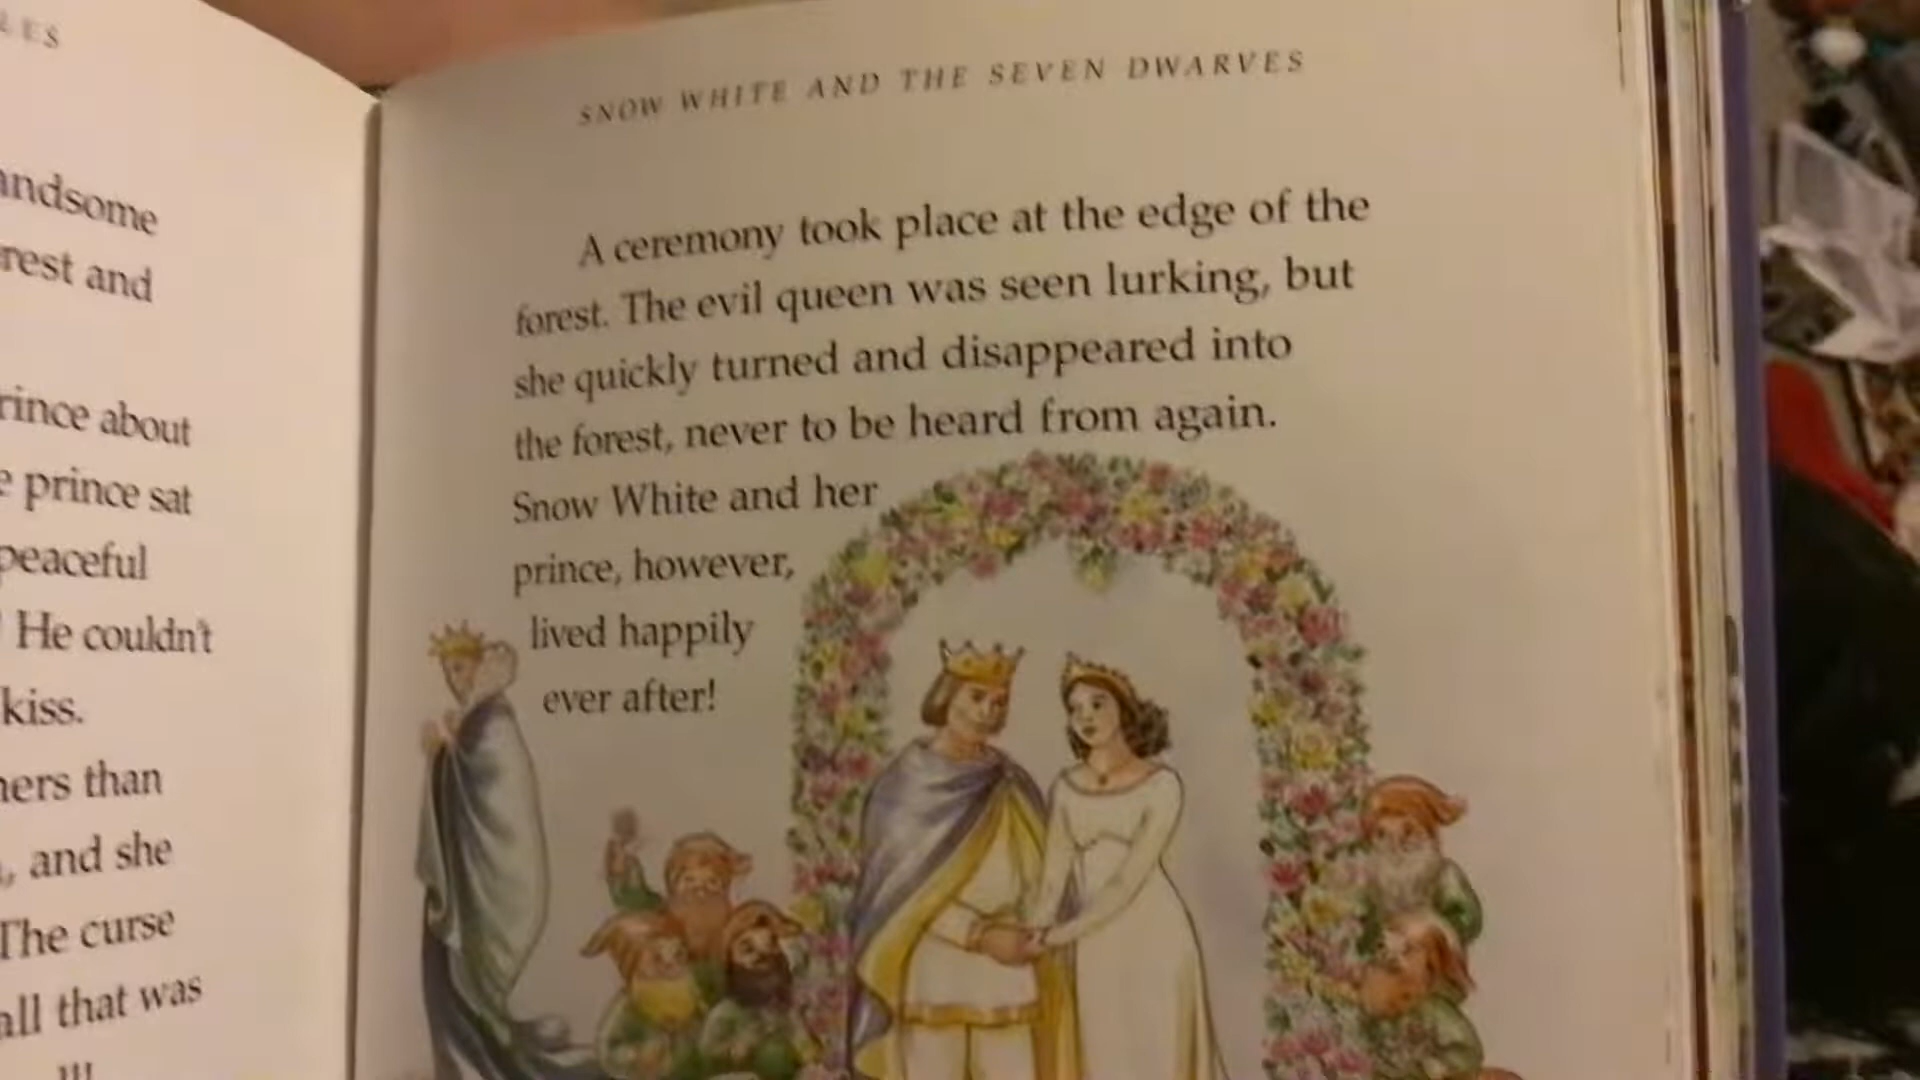 andsome
rest and
rince about
e prince sat
peaceful
He couldn't
kiss.
ners than
, and she
The curse
all that was
SNOW WHITE AND THE SEVEN DWARVES
A ceremony took place at the edge of the
forest. The evil queen was seen lurking, but
she quickly turned and disappeared into
the forest, never to be heard from again.
Snow White and her
prince, however,
lived happily
ever after!